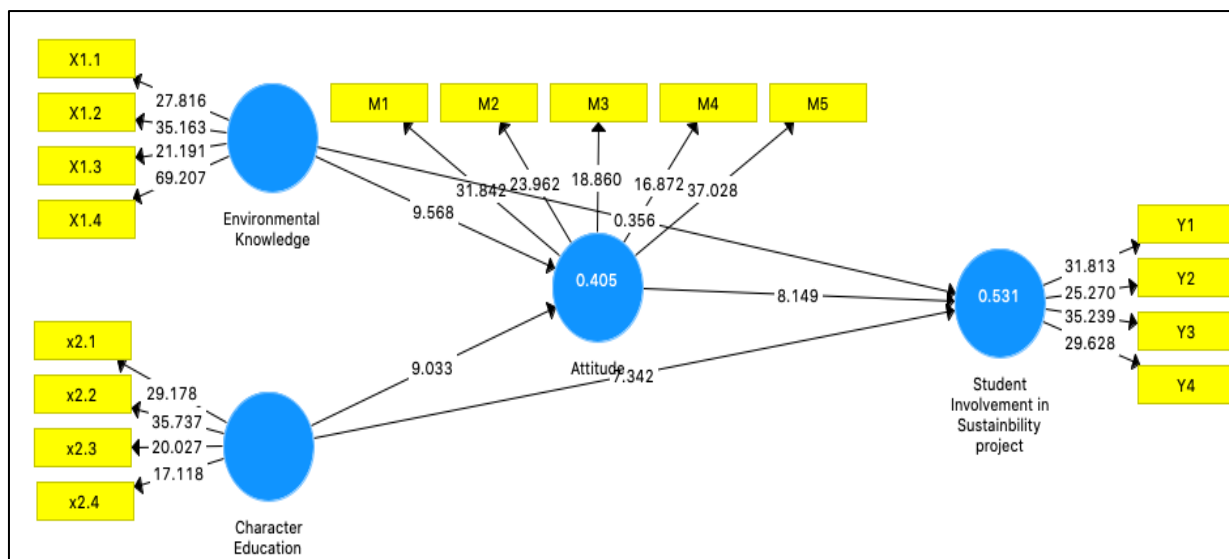 X1.1
27.816
X1.2
35.163
X1.3
21.191
69.207
X1.4
Environmental
Knowledge
M1
M2
M3
M4
M5
31.842
23.962
18.860
16.872
37.028
9.568
0.356
0.405
Attitude
8.149
9.033
7.342
x2.1
29.178
x2.2
35.737
x2.3
20.027
17.118
x2.4
Character
Education
0.531
Student
Involvement in
Sustainbility
project
Y1
31.813
Y2
25.270
35.239
Y3
29.628
Y4